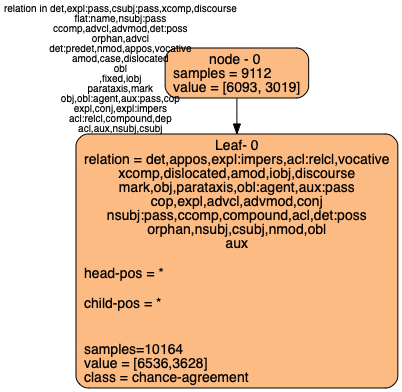 relation in det,expl:pass,csubj:pass,xcomp,discourse
flat:name,nsubj:pass
ccomp,advcl,advmod,det:poss
orphan,advcl
det:predet,nmod,appos,vocative
amod,case,dislocated
obl
,fixed,iobj
parataxis,mark
obj,obl:agent,aux:pass,cop
expl,conj,expl:impers
acl:relcl,compound,dep
acl,aux,nsubj,csubj
node - 0
samples = 9112
value = [6093, 3019]
Leaf- 0
relation = det,appos,expl:impers,acl:relcl,vocative
xcomp,dislocated,amod,iobj,discourse
mark,obj,parataxis,obl:agent,aux:pass
cop,expl,advcl,advmod,conj
nsubj:pass,ccomp,compound,acl,det:poss
orphan,nsubj,csubj,nmod,obl
aux
head-pos = *
child-pos = *
samples=10164
value = [6536,3628]
class = chance-agreement